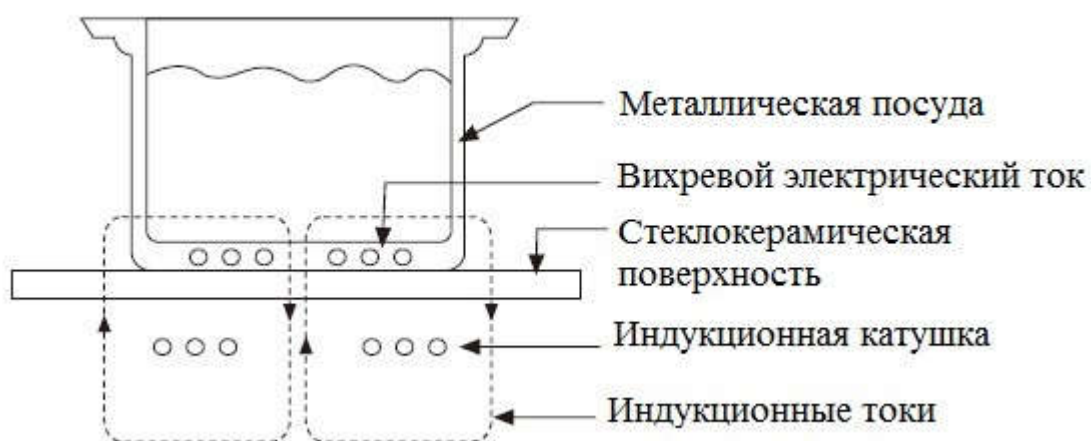 Металлическая посуда
Вихревой электрический ток
Стеклокерамическая
поверхность
Индукционная катушка
Индукционные токи